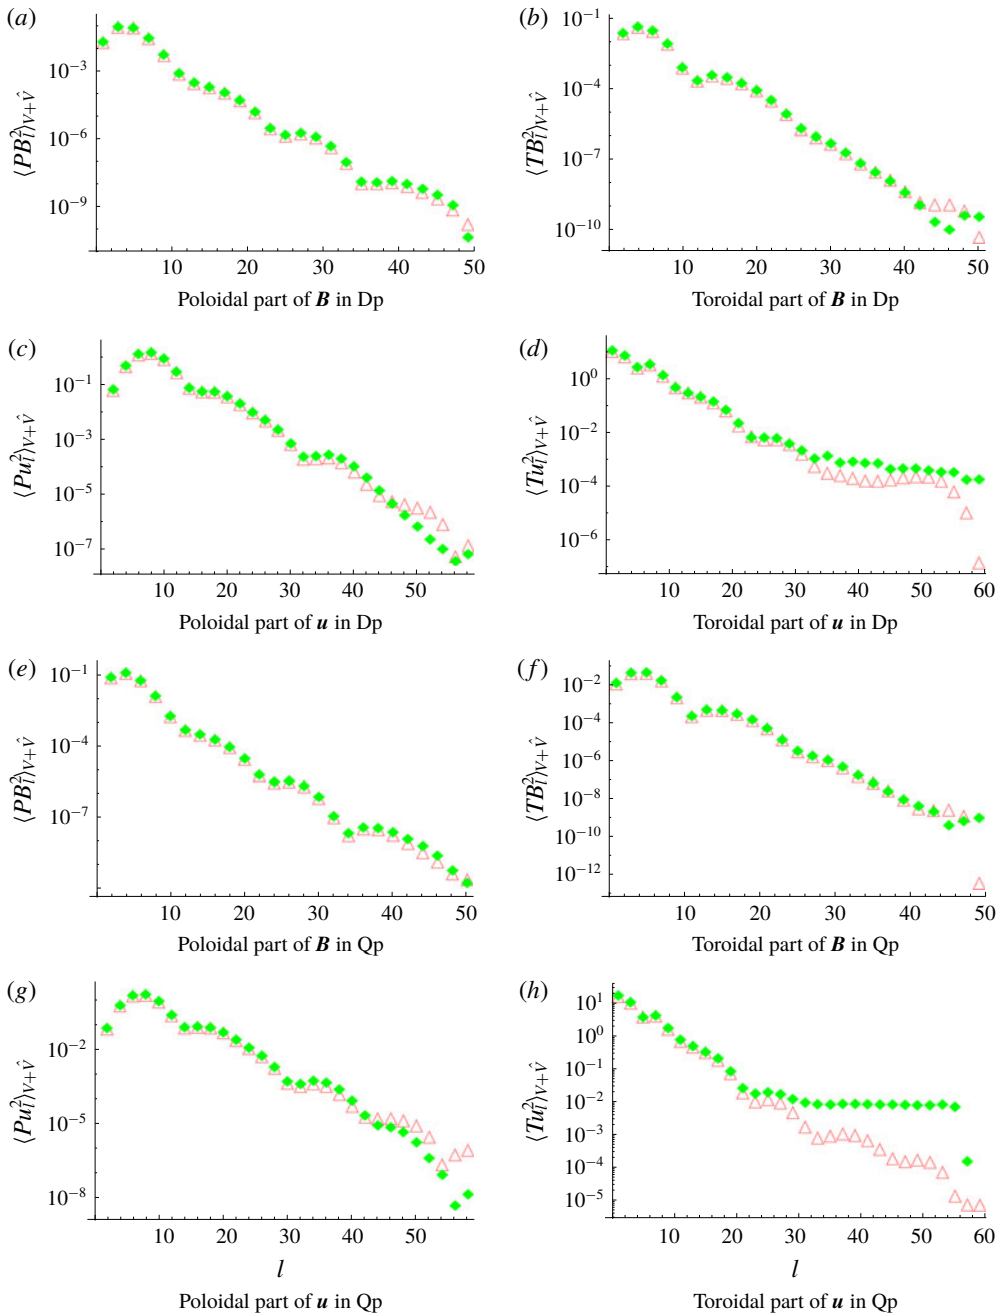 (a)
⟨PB_l^2⟩_{V+V̂}
10^{−3}
10^{−6}
10^{−9}
10 20 30 40 50
Poloidal part of B in Dp
(b)
⟨TB_l^2⟩_{V+V̂}
10^{−1}
10^{−4}
10^{−7}
10^{−10}
10 20 30 40 50
Toroidal part of B in Dp
(c)
⟨Pu_l^2⟩_{V+V̂}
10^{−1}
10^{−3}
10^{−5}
10^{−7}
10 20 30 40 50
Poloidal part of u in Dp
(d)
⟨Tu_l^2⟩_{V+V̂}
10^{0}
10^{−2}
10^{−4}
10^{−6}
10 20 30 40 50 60
Toroidal part of u in Dp
(e)
⟨PB_l^2⟩_{V+V̂}
10^{−1}
10^{−4}
10^{−7}
10 20 30 40 50
Poloidal part of B in Qp
(f)
⟨TB_l^2⟩_{V+V̂}
10^{−2}
10^{−4}
10^{−6}
10^{−8}
10^{−10}
10^{−12}
10 20 30 40 50
Toroidal part of B in Qp
(g)
⟨Pu_l^2⟩_{V+V̂}
10^{−2}
10^{−5}
10^{−8}
10 20 30 40 50
l
Poloidal part of u in Qp
(h)
⟨Tu_l^2⟩_{V+V̂}
10^{1}
10^{0}
10^{−1}
10^{−2}
10^{−3}
10^{−4}
10^{−5}
10 20 30 40 50 60
l
Toroidal part of u in Qp